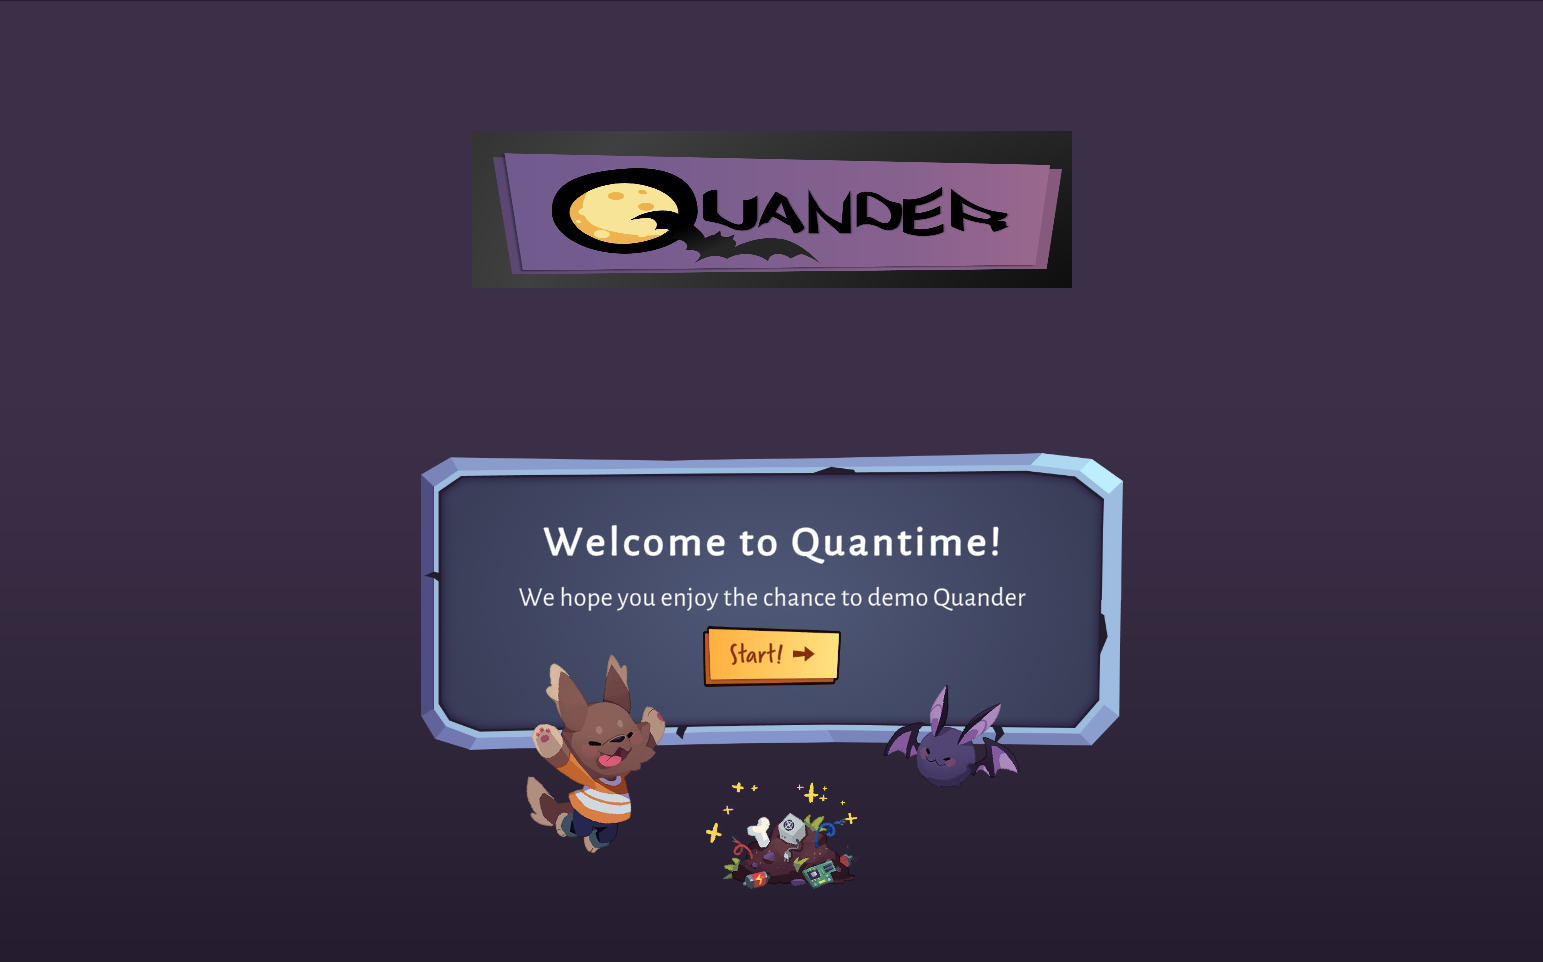 QUANDER
Welcome to Quantime!
We hope you enjoy the chance to demo Quander
Start!